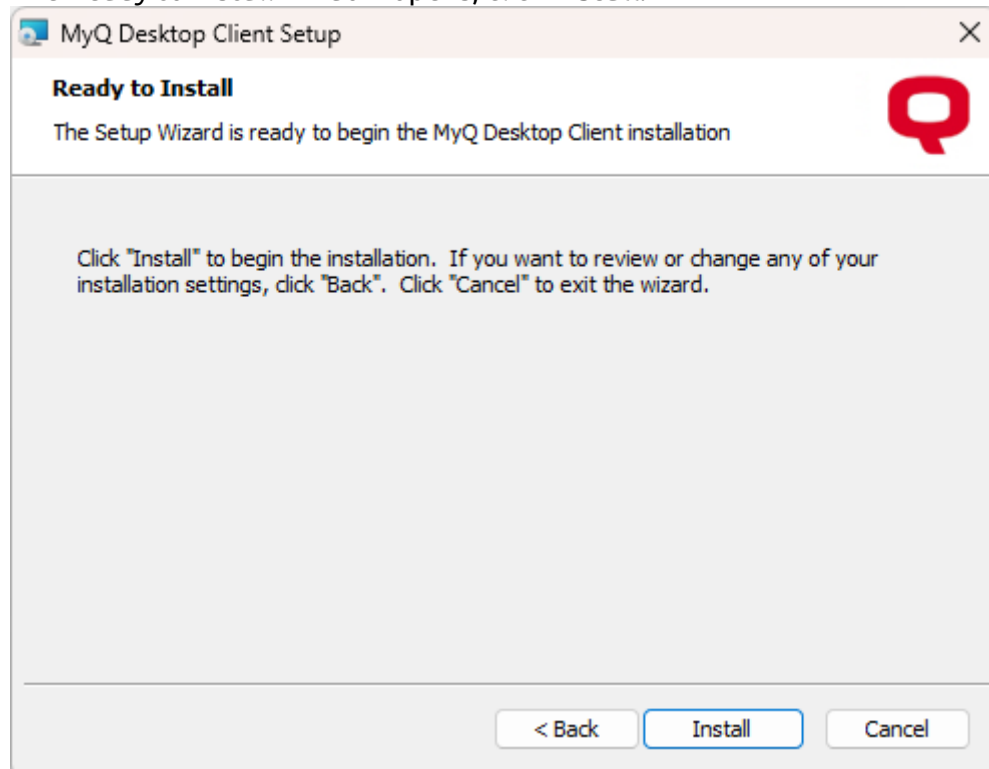 MyQ Desktop Client Setup
Ready to Install
The Setup Wizard is ready to begin the MyQ Desktop Client installation
Click "Install" to begin the installation. If you want to review or change any of your
installation settings, click "Back". Click "Cancel" to exit the wizard.
< Back Install Cancel